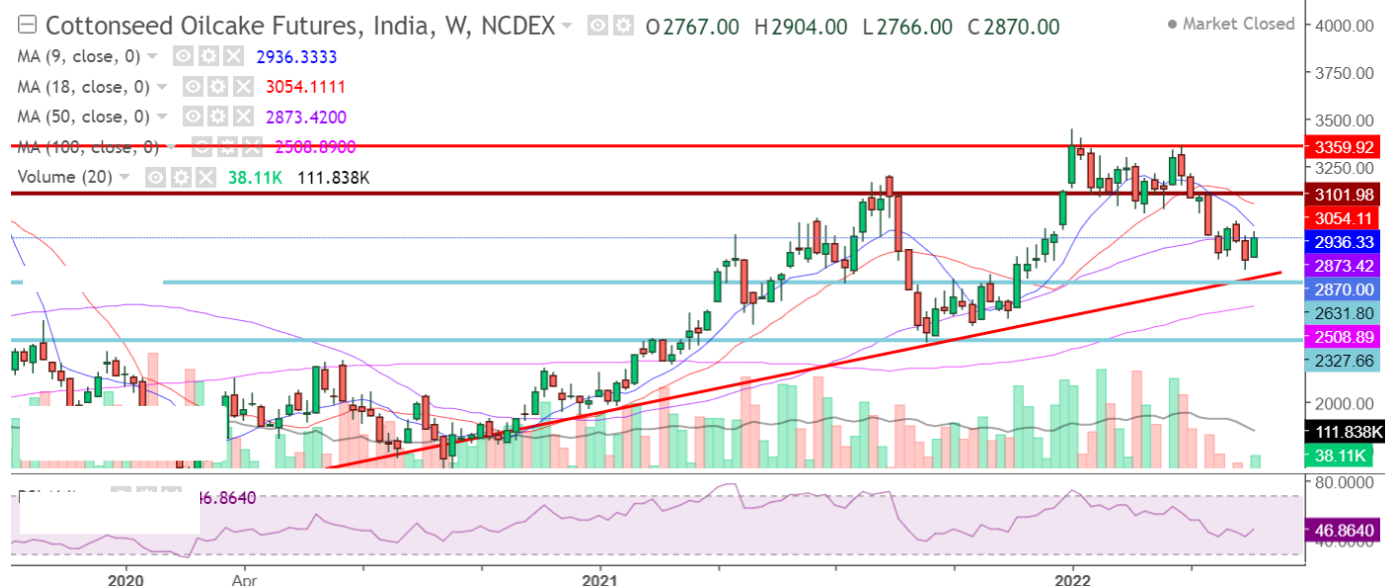 Cottonseed Oilcake Futures, India, W, NCDEX O2767.00 H2904.00 L2766.00 C2870.00 Market Closed
MA (9, close, 0) 2936.3333
MA (18, close, 0) 3054.1111
MA (50, close, 0) 2873.4200
MA (100, close, 0) 2508.8900
Volume (20) 38.11K 111.838K
4000.00
3750.00
3500.00
3359.92
3250.00
3101.98
3054.11
2936.33
2873.42
2870.00
2631.80
2508.89
2327.66
2000.00
111.838K
38.11K
46.8640
80.0000
46.8640
40.0000
2020 Apr 2021 2022